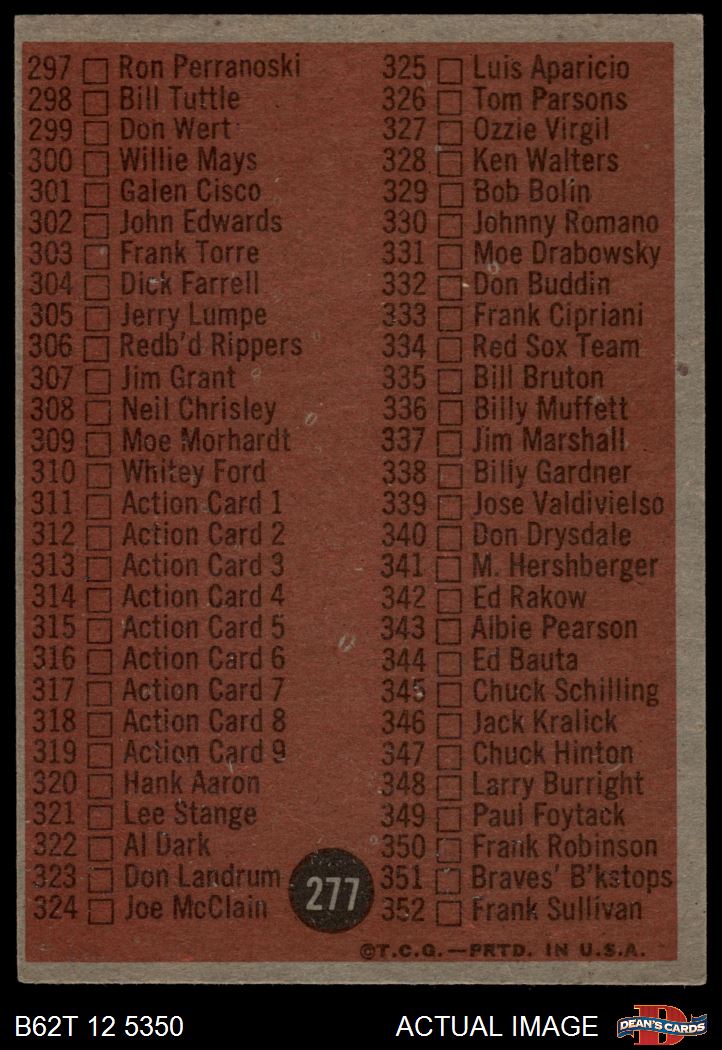 297 Ron Perranoski
298 Bill Tuttle
299 Don Wert
300 Willie Mays
301 Galen Cisco
302 John Edwards
303 Frank Torre
304 Dick Farrell
305 Jerry Lumpe
306 Redb'd Rippers
307 Jim Grant
308 Neil Chrisley
309 Moe Morhardt
310 Whitey Ford
311 Action Card 1
312 Action Card 2
313 Action Card 3
314 Action Card 4
315 Action Card 5
316 Action Card 6
317 Action Card 7
318 Action Card 8
319 Action Card 9
320 Hank Aaron
321 Lee Stange
322 Al Dark
323 Don Landrum
324 Joe McClain
325 Luis Aparicio
326 Tom Parsons
327 Ozzie Virgil
328 Ken Walters
329 Bob Bolin
330 Johnny Romano
331 Moe Drabowsky
332 Don Buddin
333 Frank Cipriani
334 Red Sox Team
335 Bill Bruton
336 Billy Muffett
337 Jim Marshall
338 Billy Gardner
339 Jose Valdivielso
340 Don Drysdale
341 M. Hershberger
342 Ed Rakow
343 Albie Pearson
344 Ed Bauta
345 Chuck Schilling
346 Jack Kralick
347 Chuck Hinton
348 Larry Burright
349 Paul Foytack
350 Frank Robinson
351 Braves' B'kstops
352 Frank Sullivan
277
©T.C.G.—PRTD. IN U.S.A.
B62T 12 5350
ACTUAL IMAGE
D
DEAN'S CARDS